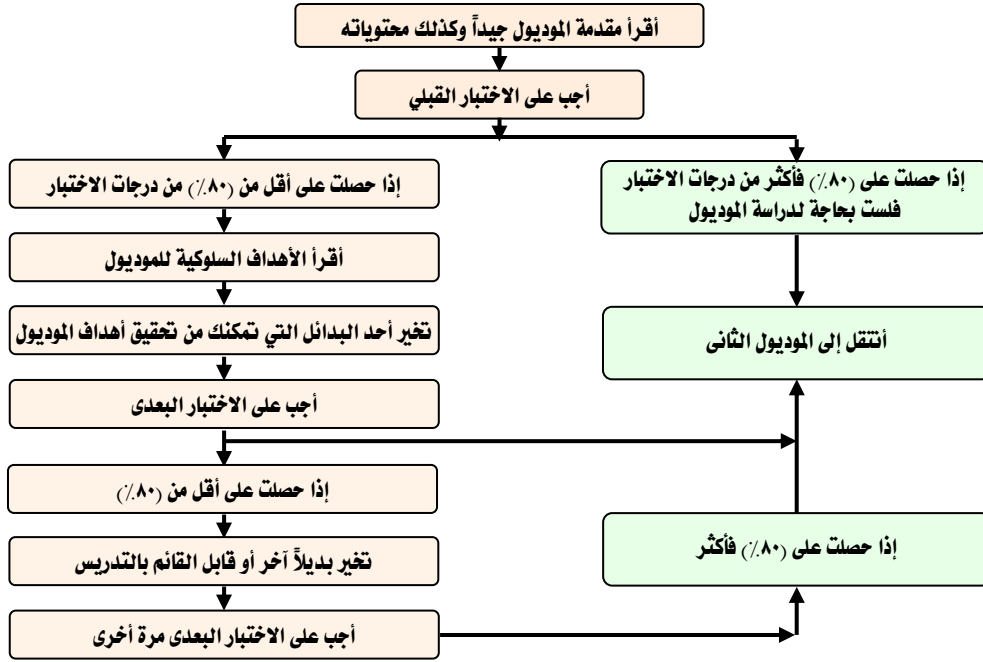 أقرأ مقدمة الموديول جيداً وكذلك محتوياته
أجب على الاختبار القبلي
إذا حصلت على (٨٠٪) فأكثر من درجات الاختبار
فلست بحاجة لدراسة الموديول
إذا حصلت على أقل من (٨٠٪) من درجات الاختبار
أقرأ الأهداف السلوكية للموديول
تخير أحد البدائل التي تمكنك من تحقيق أهداف الموديول
أنتقل إلى الموديول الثانى
أجب على الاختبار البعدى
إذا حصلت على أقل من (٨٠٪)
إذا حصلت على (٨٠٪) فأكثر
تخير بديلاً آخر أو قابل القائم بالتدريس
أجب على الاختبار البعدى مرة أخرى